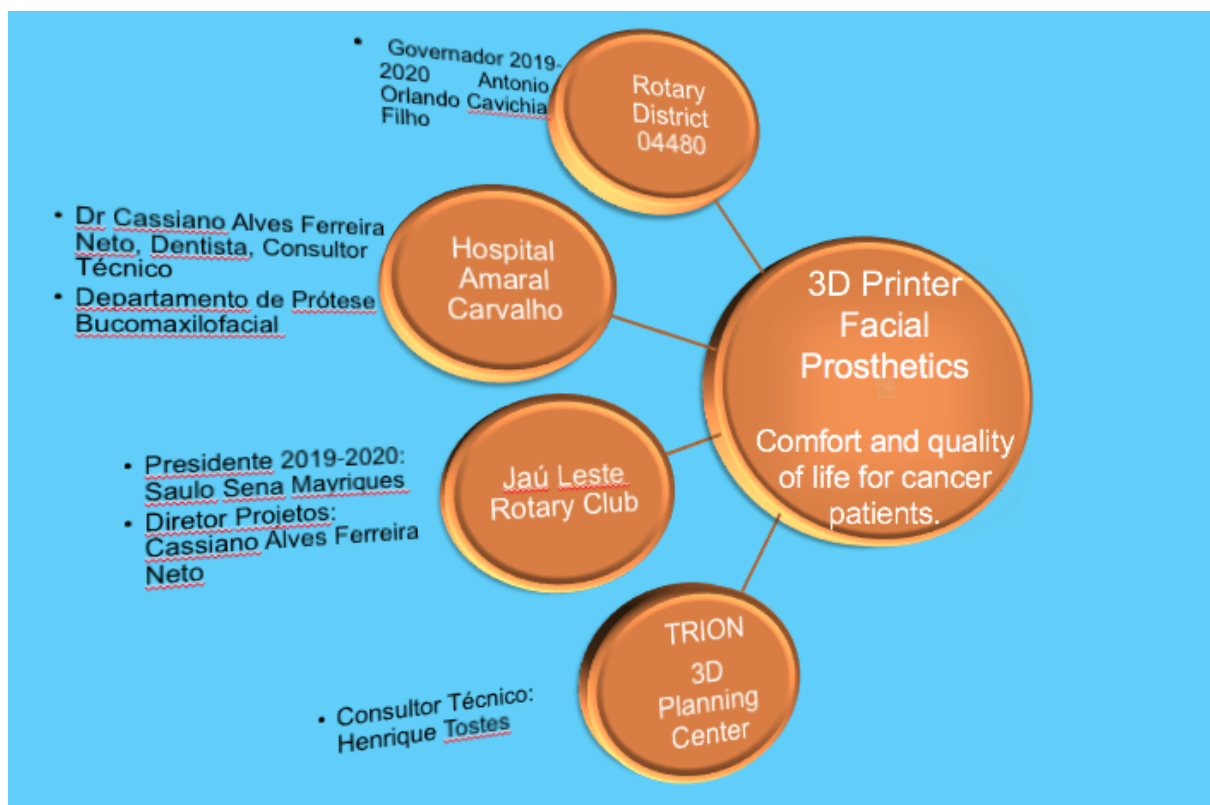 • Governador 2019-
2020 Antonio
Orlando Cavichia
Filho
Rotary
District
04480
• Dr Cassiano Alves Ferreira
Neto, Dentista, Consultor
Técnico
• Departamento de Prótese
Bucomaxilofacial
Hospital
Amaral
Carvalho
3D Printer
Facial
Prosthetics
Comfort and quality
of life for cancer
patients.
• Presidente 2019-2020:
Saulo Sena Mayriques
• Diretor Projetos:
Cassiano Alves Ferreira
Neto
Jaú Leste
Rotary Club
TRION
3D
Planning
Center
• Consultor Técnico:
Henrique Tostes